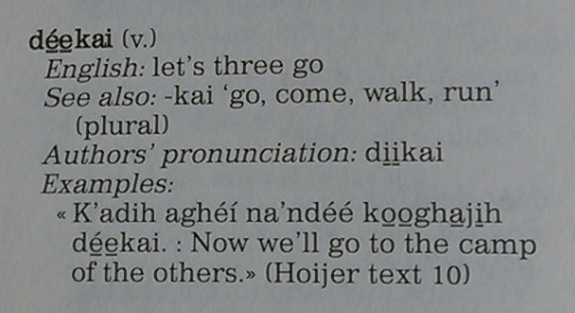 dé̲e̲kai (v.)
English: let's three go
See also: -kai ‘go, come, walk, run’
(plural)
Authors’ pronunciation: di̲i̲kai
Examples:
« K'adih aghéí na'ndéé ko̲o̲gha̲ji̲h
dé̲e̲kai. : Now we'll go to the camp
of the others.» (Hoijer text 10)